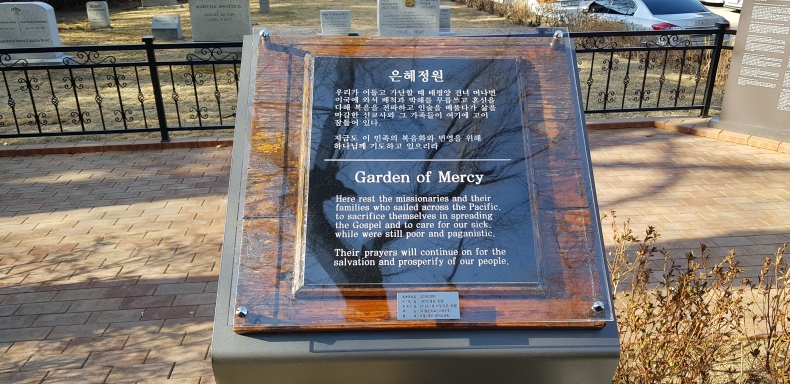 은혜정원
우리가 어둡고 가난할 때 태평양 건너 머나먼
이국에 와서 배척과 박해를 무릅쓰고 혼신을
다해 복음을 전파하고 인술을 베풀다가 삶을
마감한 선교사와 그 가족들이 여기에 고이
잠들어 있다
지금도 이 민족의 복음화와 번영을 위해
하나님께 기도하고 있으리라
Garden of Mercy
Here rest the missionaries and their
families who sailed across the Pacific,
to sacrifice themselves in spreading
the Gospel and to care for our sick,
while were still poor and paganistic.
Their prayers will continue on for the
salvation and prosperify of our people.